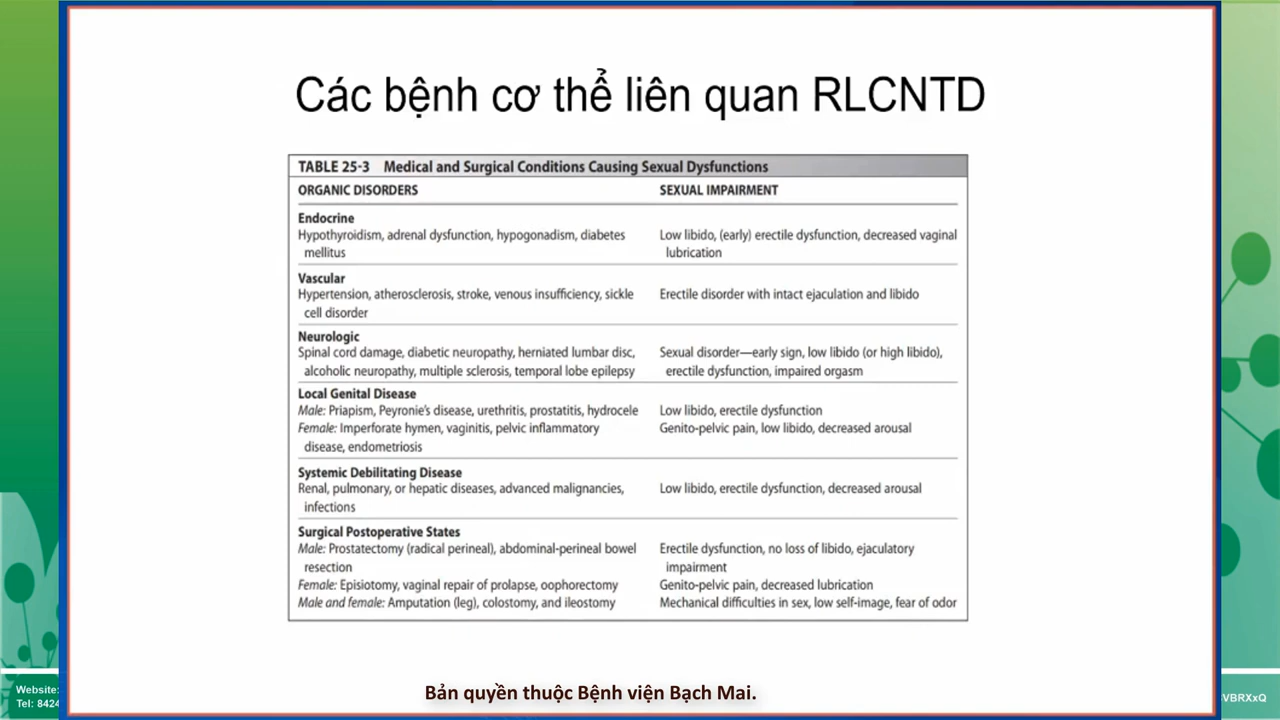 Các bệnh cơ thể liên quan RLCNTD
TABLE 25-3 Medical and Surgical Conditions Causing Sexual Dysfunctions
ORGANIC DISORDERS SEXUAL IMPAIRMENT
Endocrine
Hypothyroidism, adrenal dysfunction, hypogonadism, diabetes Low libido, (early) erectile dysfunction, decreased vaginal
mellitus lubrication
Vascular
Hypertension, atherosclerosis, stroke, venous insufficiency, sickle Erectile disorder with intact ejaculation and libido
cell disorder
Neurologic
Spinal cord damage, diabetic neuropathy, herniated lumbar disc, Sexual disorder—early sign, low libido (or high libido),
alcoholic neuropathy, multiple sclerosis, temporal lobe epilepsy erectile dysfunction, impaired orgasm
Local Genital Disease
Male: Priapism, Peyronie's disease, urethritis, prostatitis, hydrocele Low libido, erectile dysfunction
Female: Imperforate hymen, vaginitis, pelvic inflammatory Genito-pelvic pain, low libido, decreased arousal
disease, endometriosis
Systemic Debilitating Disease
Renal, pulmonary, or hepatic diseases, advanced malignancies, Low libido, erectile dysfunction, decreased arousal
infections
Surgical Postoperative States
Male: Prostatectomy (radical perineal), abdominal-perineal bowel Erectile dysfunction, no loss of libido, ejaculatory
resection impairment
Female: Episiotomy, vaginal repair of prolapse, oophorectomy Genito-pelvic pain, decreased lubrication
Male and female: Amputation (leg), colostomy, and ileostomy Mechanical difficulties in sex, low self-image, fear of odor
Bản quyền thuộc Bệnh viện Bạch Mai.
Website:
Tel: 8424
VBRXxQ